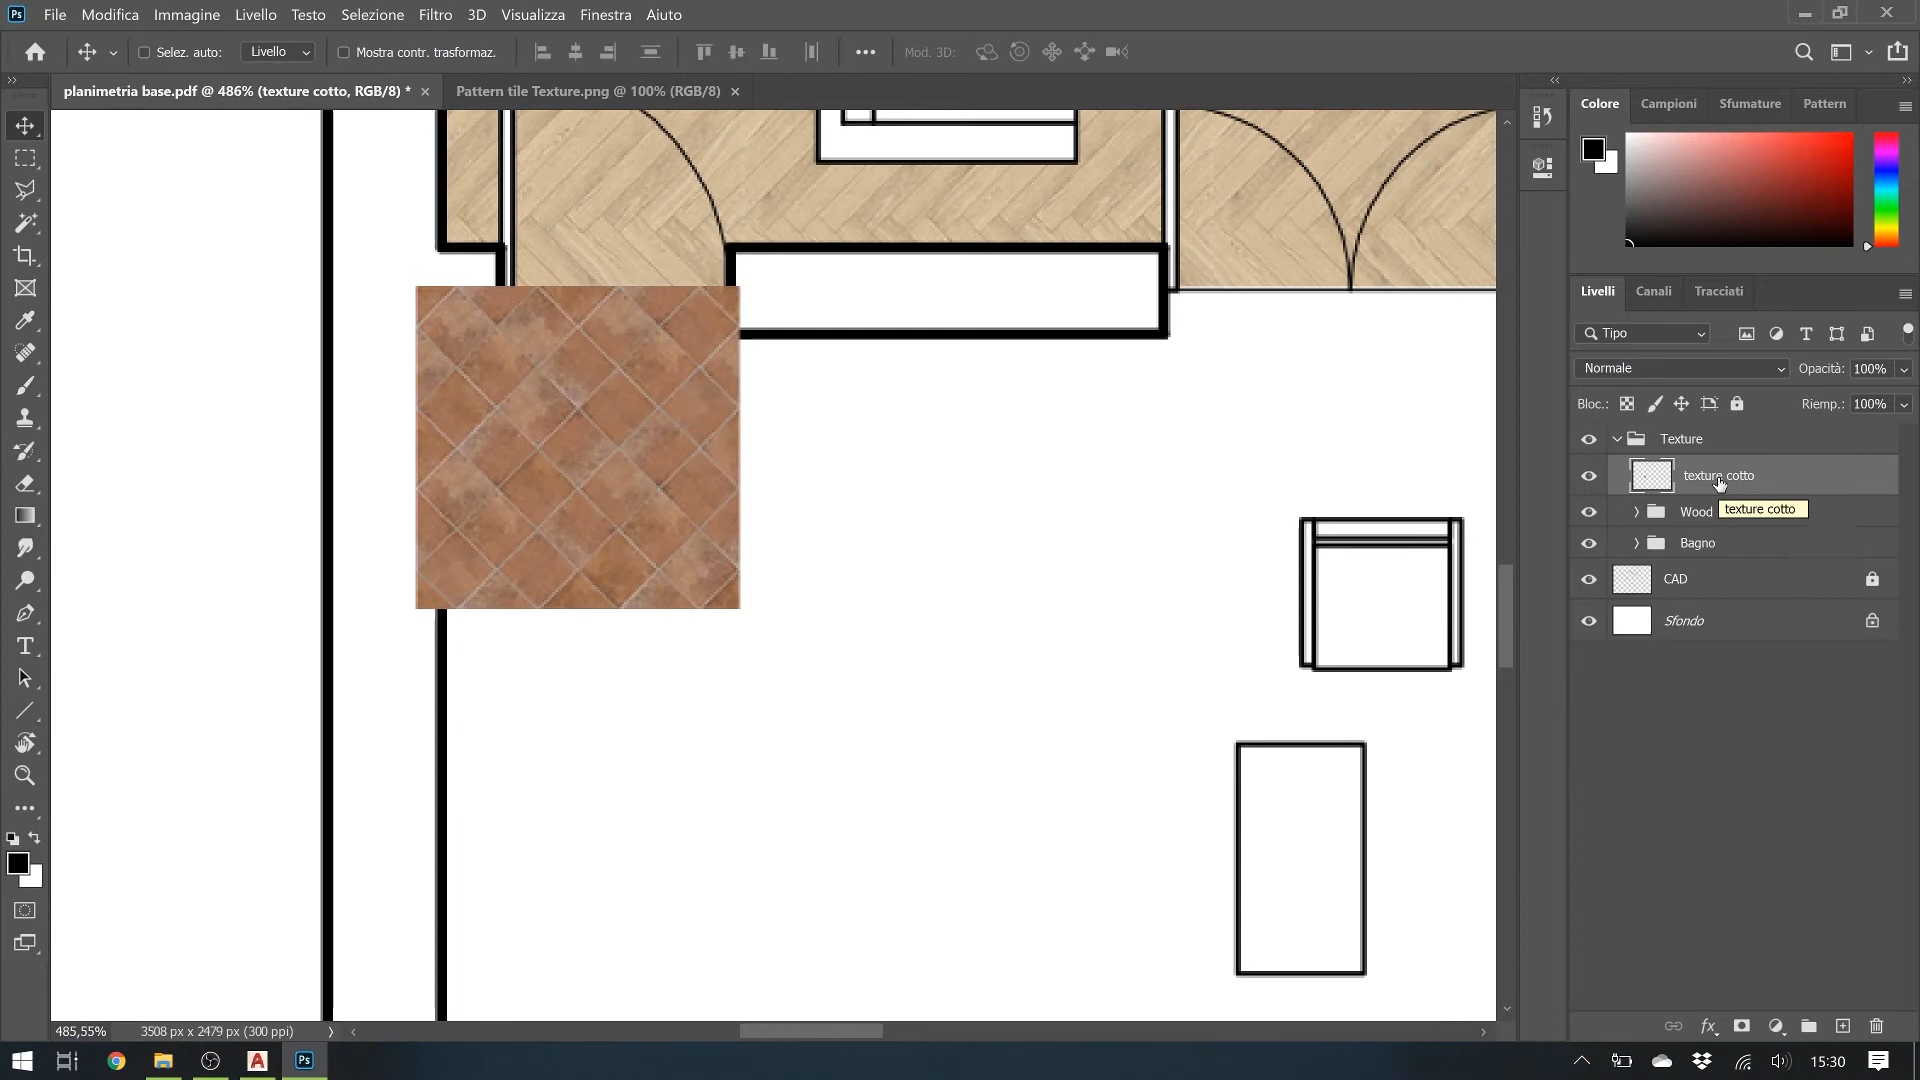 Ps File Modifica Immagine Livello Testo Selezione Filtro 3D Visualizza Finestra Aiuto
Selez. auto: Livello Mostra contr. trasformaz. Mod. 3D:
planimetria base.pdf @ 486% (texture cotto, RGB/8) * Pattern tile Texture.png @ 100% (RGB/8)
Colore Campioni Sfumature Pattern
Livelli Canali Tracciati
Tipo
Normale Opacità: 100%
Bloc.: Riemp.: 100%
Texture
texture cotto
Wood texture cotto
Bagno
CAD
Sfondo
485,55% 3508 px x 2479 px (300 ppi)
Ps 15:30